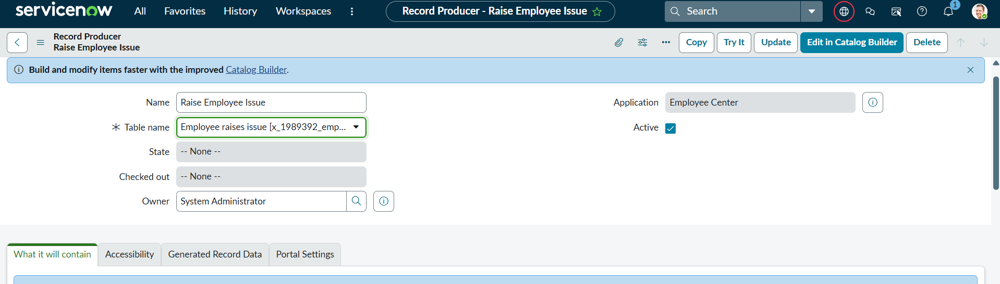 servicenow All Favorites History Workspaces Record Producer - Raise Employee Issue Search 1
Record Producer
Raise Employee Issue
Copy Try It Update Edit in Catalog Builder Delete
Build and modify items faster with the improved Catalog Builder.
Name Raise Employee Issue
Application Employee Center
Table name Employee raises issue [x_1989392_emp...
Active
State -- None --
Checked out -- None --
Owner System Administrator
What it will contain Accessibility Generated Record Data Portal Settings